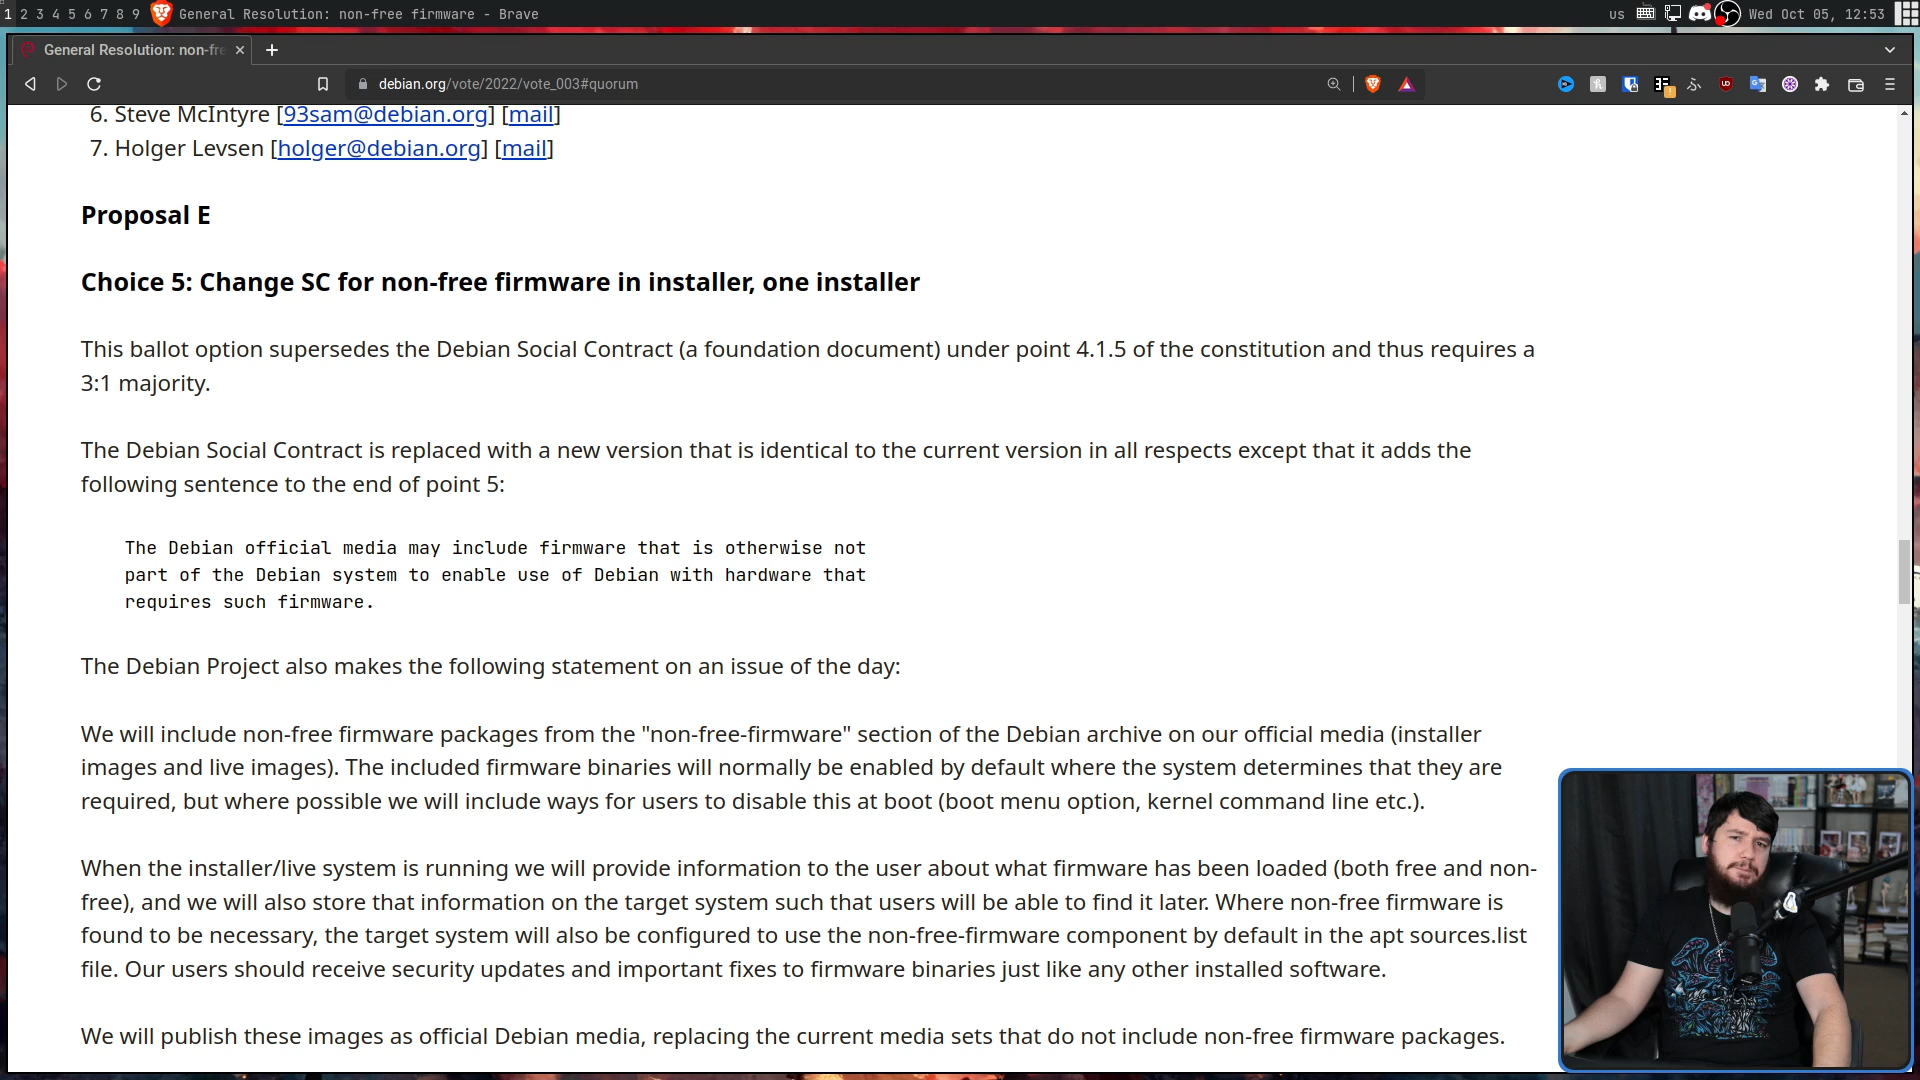 1 2 3 4 5 6 7 8 9 General Resolution: non-free firmware - Brave us Wed Oct 05, 12:53
General Resolution: non-fre
debian.org/vote/2022/vote_003#quorum
6. Steve McIntyre [93sam@debian.org] [mail]
7. Holger Levsen [holger@debian.org] [mail]
Proposal E
Choice 5: Change SC for non-free firmware in installer, one installer
This ballot option supersedes the Debian Social Contract (a foundation document) under point 4.1.5 of the constitution and thus requires a
3:1 majority.
The Debian Social Contract is replaced with a new version that is identical to the current version in all respects except that it adds the
following sentence to the end of point 5:
The Debian official media may include firmware that is otherwise not
part of the Debian system to enable use of Debian with hardware that
requires such firmware.
The Debian Project also makes the following statement on an issue of the day:
We will include non-free firmware packages from the "non-free-firmware" section of the Debian archive on our official media (installer
images and live images). The included firmware binaries will normally be enabled by default where the system determines that they are
required, but where possible we will include ways for users to disable this at boot (boot menu option, kernel command line etc.).
When the installer/live system is running we will provide information to the user about what firmware has been loaded (both free and non-
free), and we will also store that information on the target system such that users will be able to find it later. Where non-free firmware is
found to be necessary, the target system will also be configured to use the non-free-firmware component by default in the apt sources.list
file. Our users should receive security updates and important fixes to firmware binaries just like any other installed software.
We will publish these images as official Debian media, replacing the current media sets that do not include non-free firmware packages.